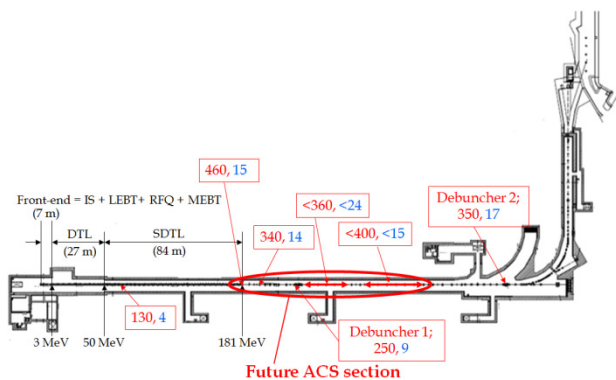 460, 15
Front-end = IS + LEBT+ RFQ + MEBT
(7 m)
DTL
(27 m)
SDTL
(84 m)
340, 14
<360, <24
<400, <15
Debuncher 2;
350, 17
130, 4
3 MeV
50 MeV
181 MeV
Debuncher 1;
250, 9
Future ACS section